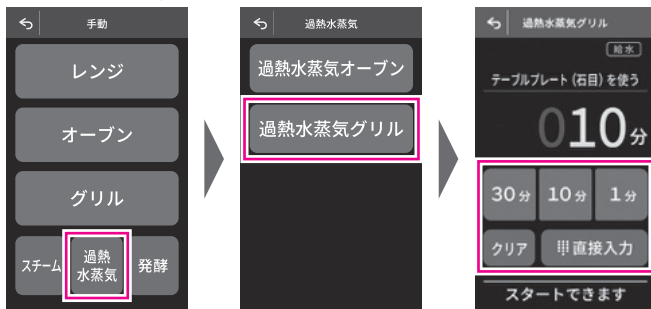 手動
レンジ
オーブン
グリル
スチーム
過熱
水蒸気
発酵
過熱水蒸気
過熱水蒸気オーブン
過熱水蒸気グリル
過熱水蒸気グリル
給水
テーブルプレート(石目)を使う
010分
30分 10分 1分
クリア 直接入力
スタートできます